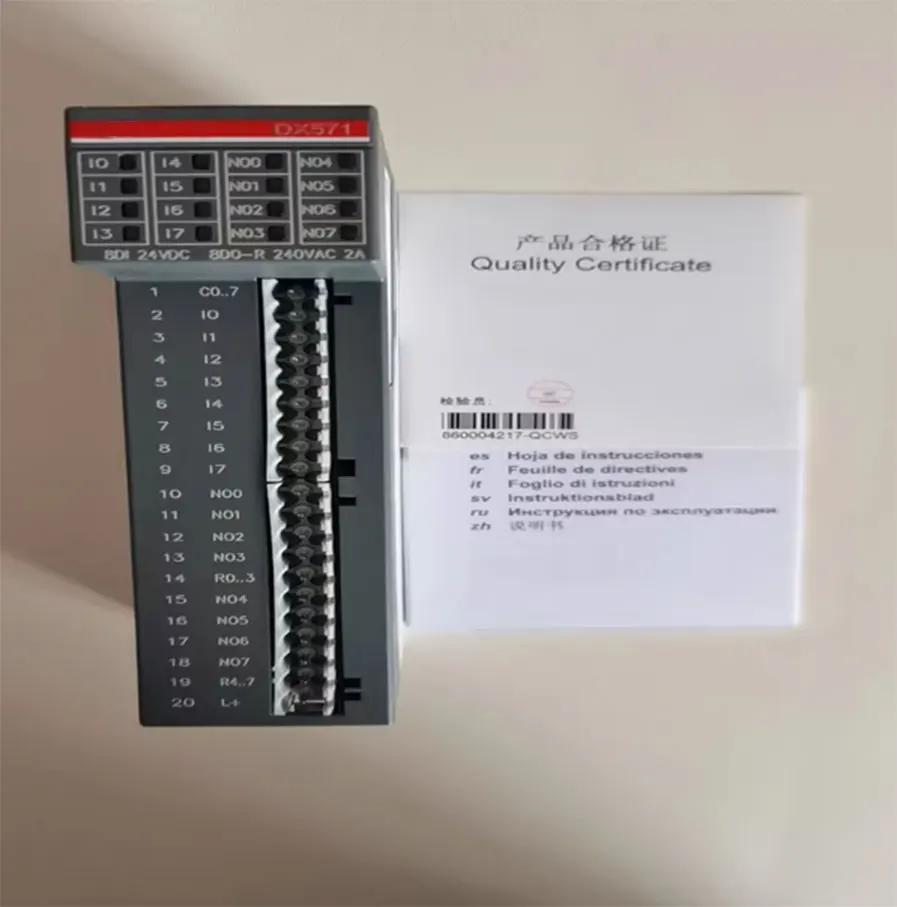 DX571
I0 I4 NO0 NO4
I1 I5 NO1 NO5
I2 I6 NO2 NO6
I3 I7 NO3 NO7
8DI 24VDC 8DO-R 240VAC 2A
1 C0..7
2 I0
3 I1
4 I2
5 I3
6 I4
7 I5
8 I6
9 I7
10 NO0
11 NO1
12 NO2
13 NO3
14 R0..3
15 NO4
16 NO5
17 NO6
18 NO7
19 R4..7
20 L+
产品合格证
Quality Certificate
检验员:
860004217-QCWS
es Hoja de instrucciones
fr Feuille de directives
it Foglio di istruzioni
sv Instruktionsblad
ru Инструкция по эксплуатации
zh 说明书